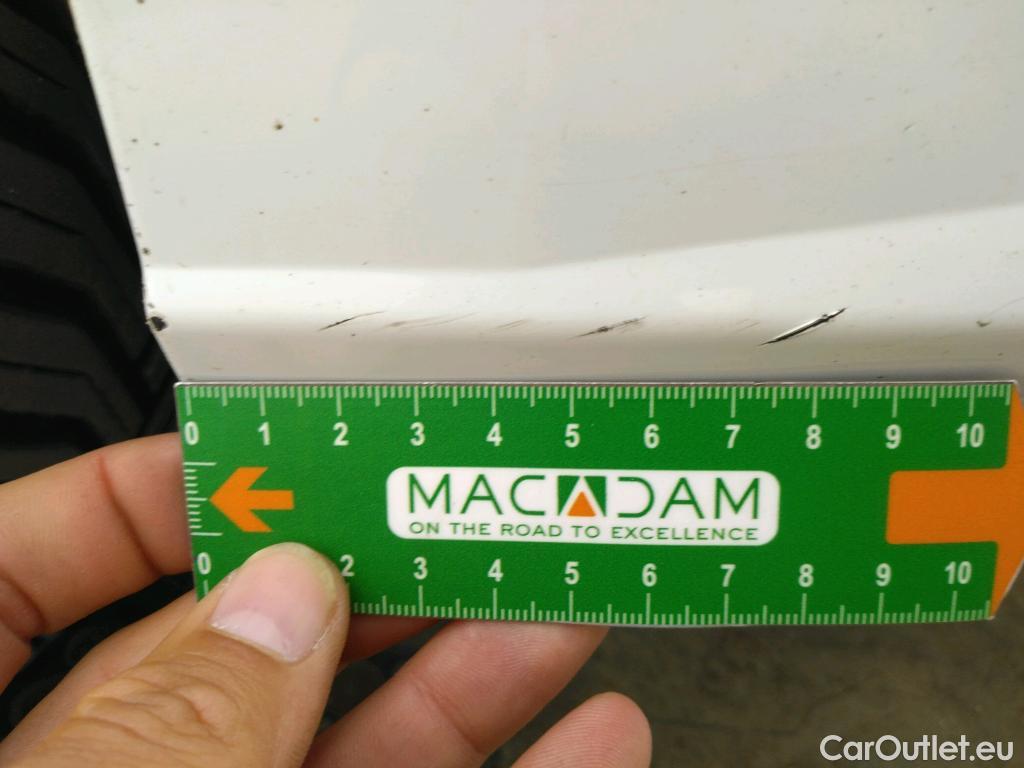 0 1 2 3 4 5 6 7 8 9 10
MACADAM
ON THE ROAD TO EXCELLENCE
0 2 3 4 5 6 7 8 9 10
CarOutlet.eu